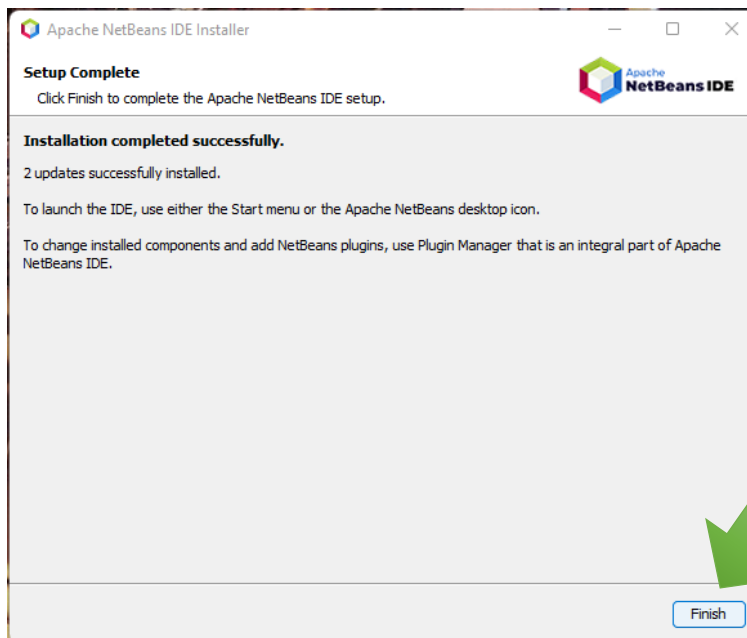 Apache NetBeans IDE Installer
Setup Complete
Click Finish to complete the Apache NetBeans IDE setup.
Apache
NetBeans IDE
Installation completed successfully.
2 updates successfully installed.
To launch the IDE, use either the Start menu or the Apache NetBeans desktop icon.
To change installed components and add NetBeans plugins, use Plugin Manager that is an integral part of Apache
NetBeans IDE.
Finish